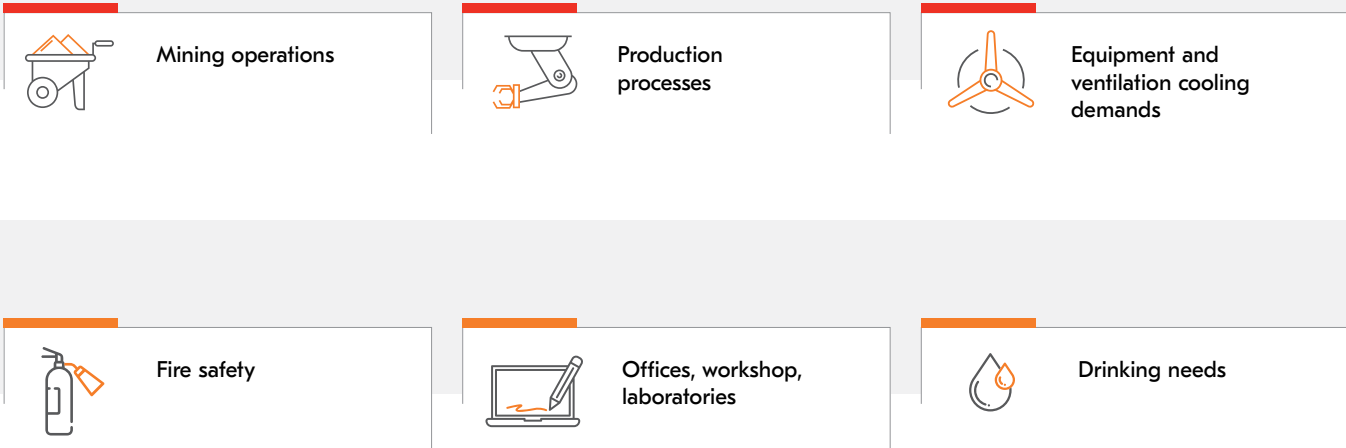 Mining operations
Production
processes
Equipment and
ventilation cooling
demands
Fire safety
Offices, workshop,
laboratories
Drinking needs